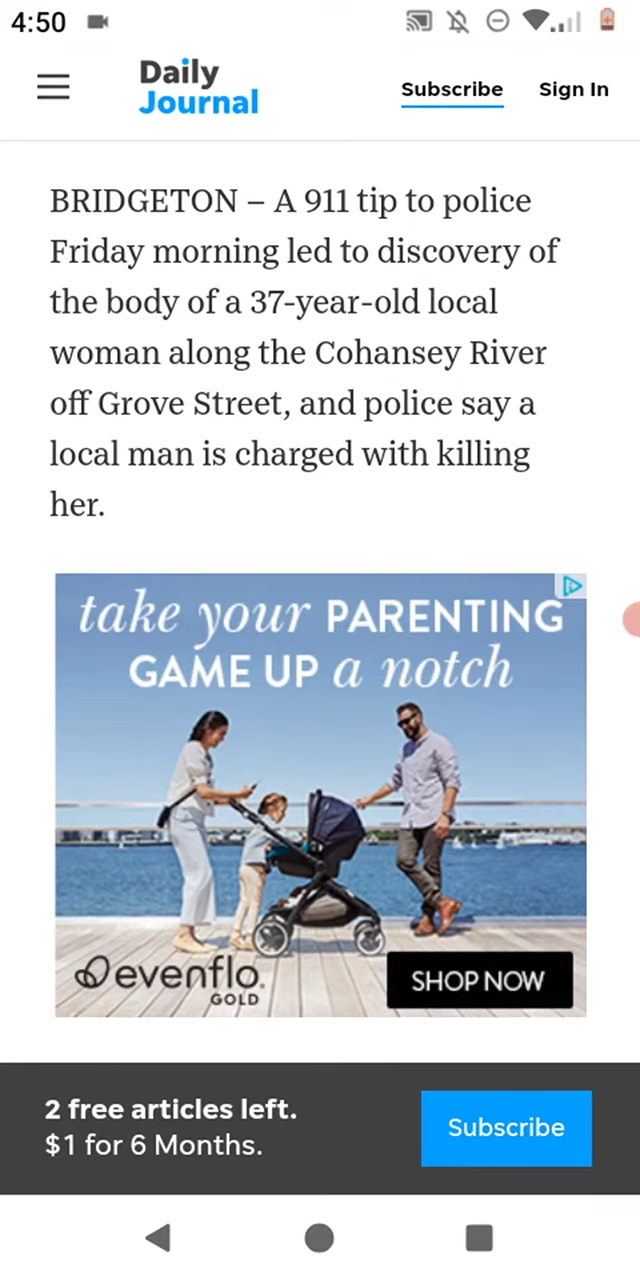 4:50
Daily
Journal
Subscribe
Sign In
BRIDGETON – A 911 tip to police
Friday morning led to discovery of
the body of a 37-year-old local
woman along the Cohansey River
off Grove Street, and police say a
local man is charged with killing
her.
take your PARENTING
GAME UP a notch
evenflo.
GOLD
SHOP NOW
2 free articles left.
$1 for 6 Months.
Subscribe